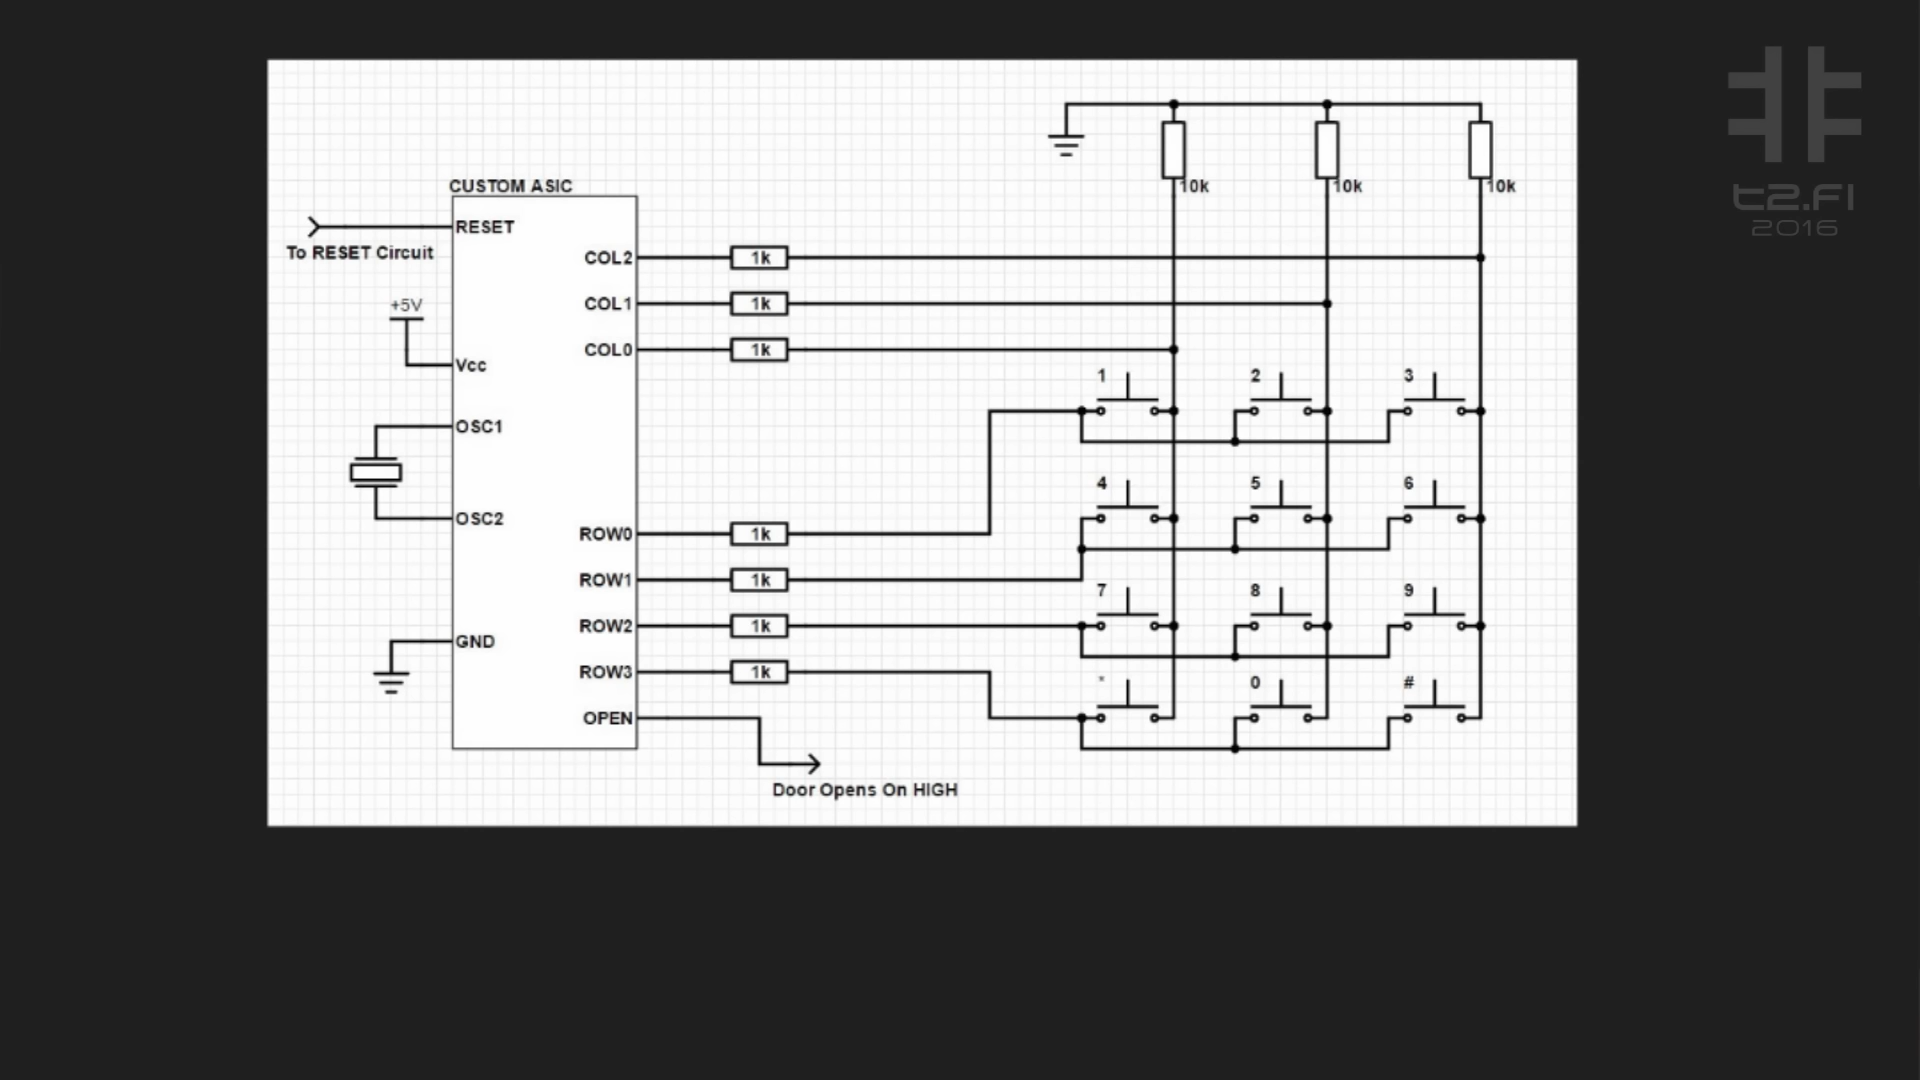 CUSTOM ASIC
RESET
To RESET Circuit
+5V
Vcc
OSC1
OSC2
GND
COL2
COL1
COL0
ROW0
ROW1
ROW2
ROW3
OPEN
1k
1k
1k
1k
1k
1k
1k
Door Opens On HIGH
10k
10k
10k
1
2
3
4
5
6
7
8
9
*
0
#
t2.fi
2016